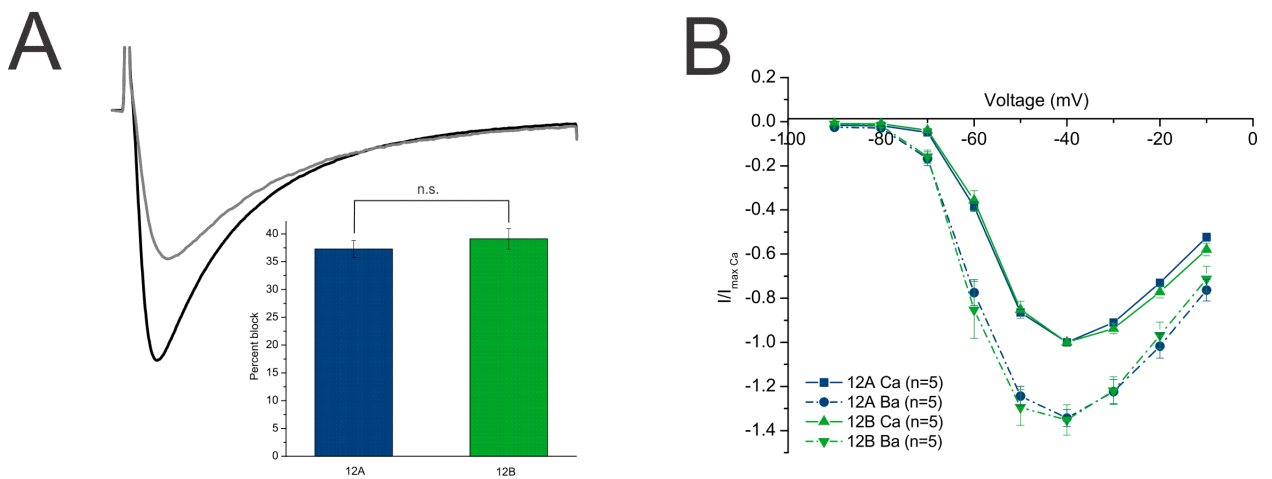 A
n.s.
Percent block
40
35
30
25
20
15
10
5
0
12A
12B
B
Voltage (mV)
0.2
0.0
-0.2
-0.4
-0.6
-0.8
-1.0
-1.2
-1.4
-100
-80
-60
-40
-20
0
I/Imax Ca
12A Ca (n=5)
12A Ba (n=5)
12B Ca (n=5)
12B Ba (n=5)